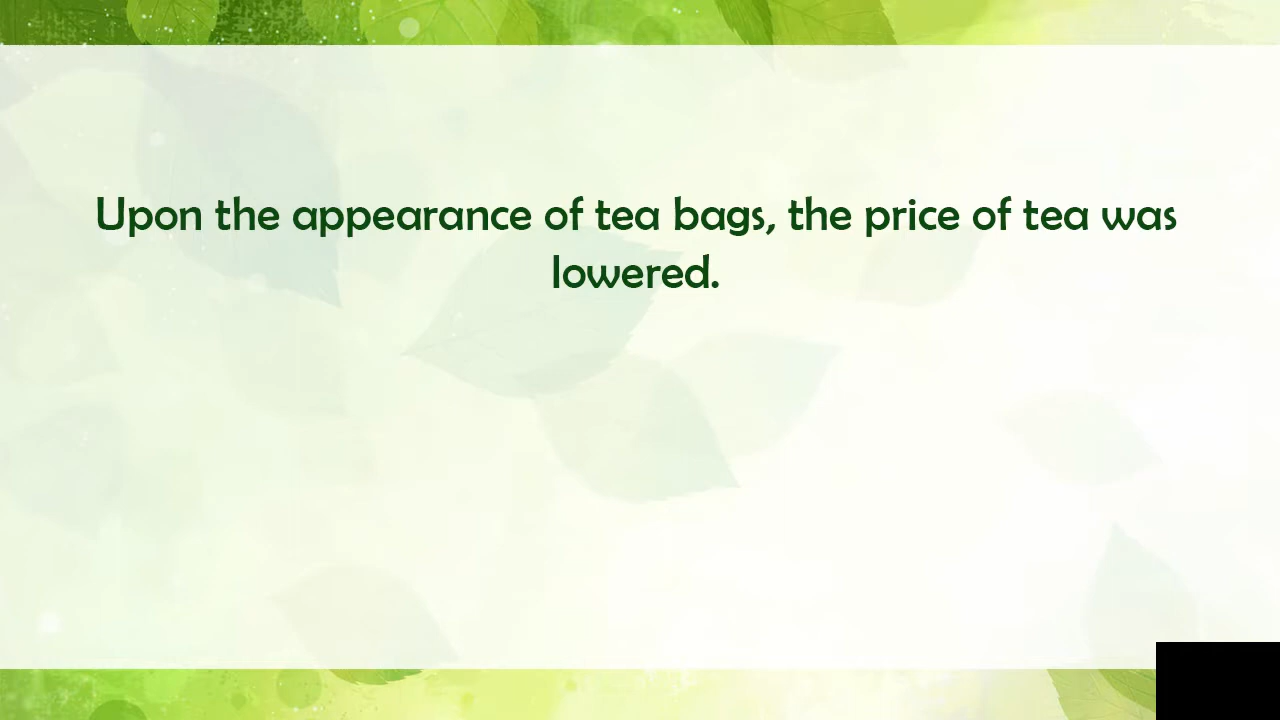 Upon the appearance of tea bags, the price of tea was
lowered.